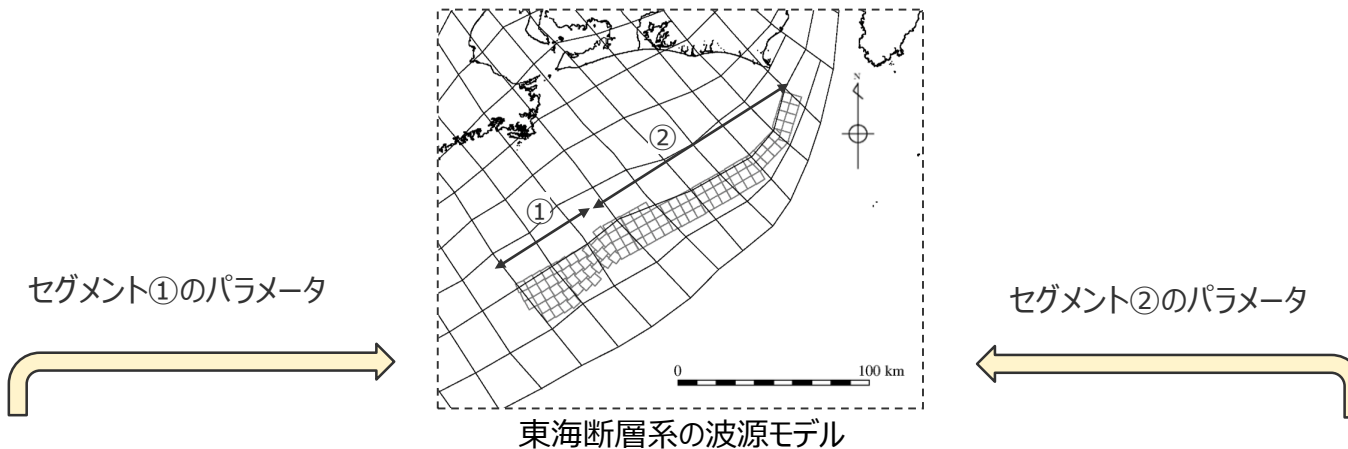 N
②
①
セグメント①のパラメータ
セグメント②のパラメータ
0 100 km
東海断層系の波源モデル